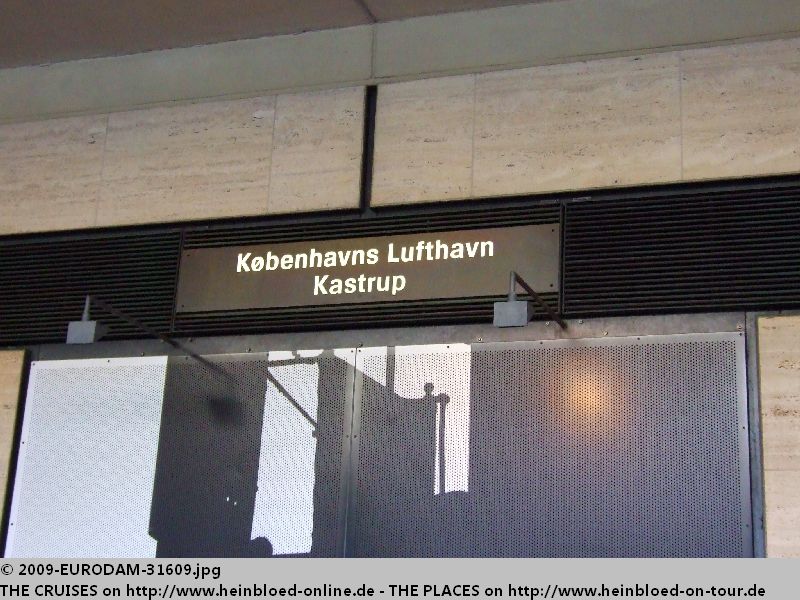 Københavns Lufthavn
Kastrup
© 2009-EURODAM-31609.jpg
THE CRUISES on http://www.heinbloed-online.de - THE PLACES on http://www.heinbloed-on-tour.de